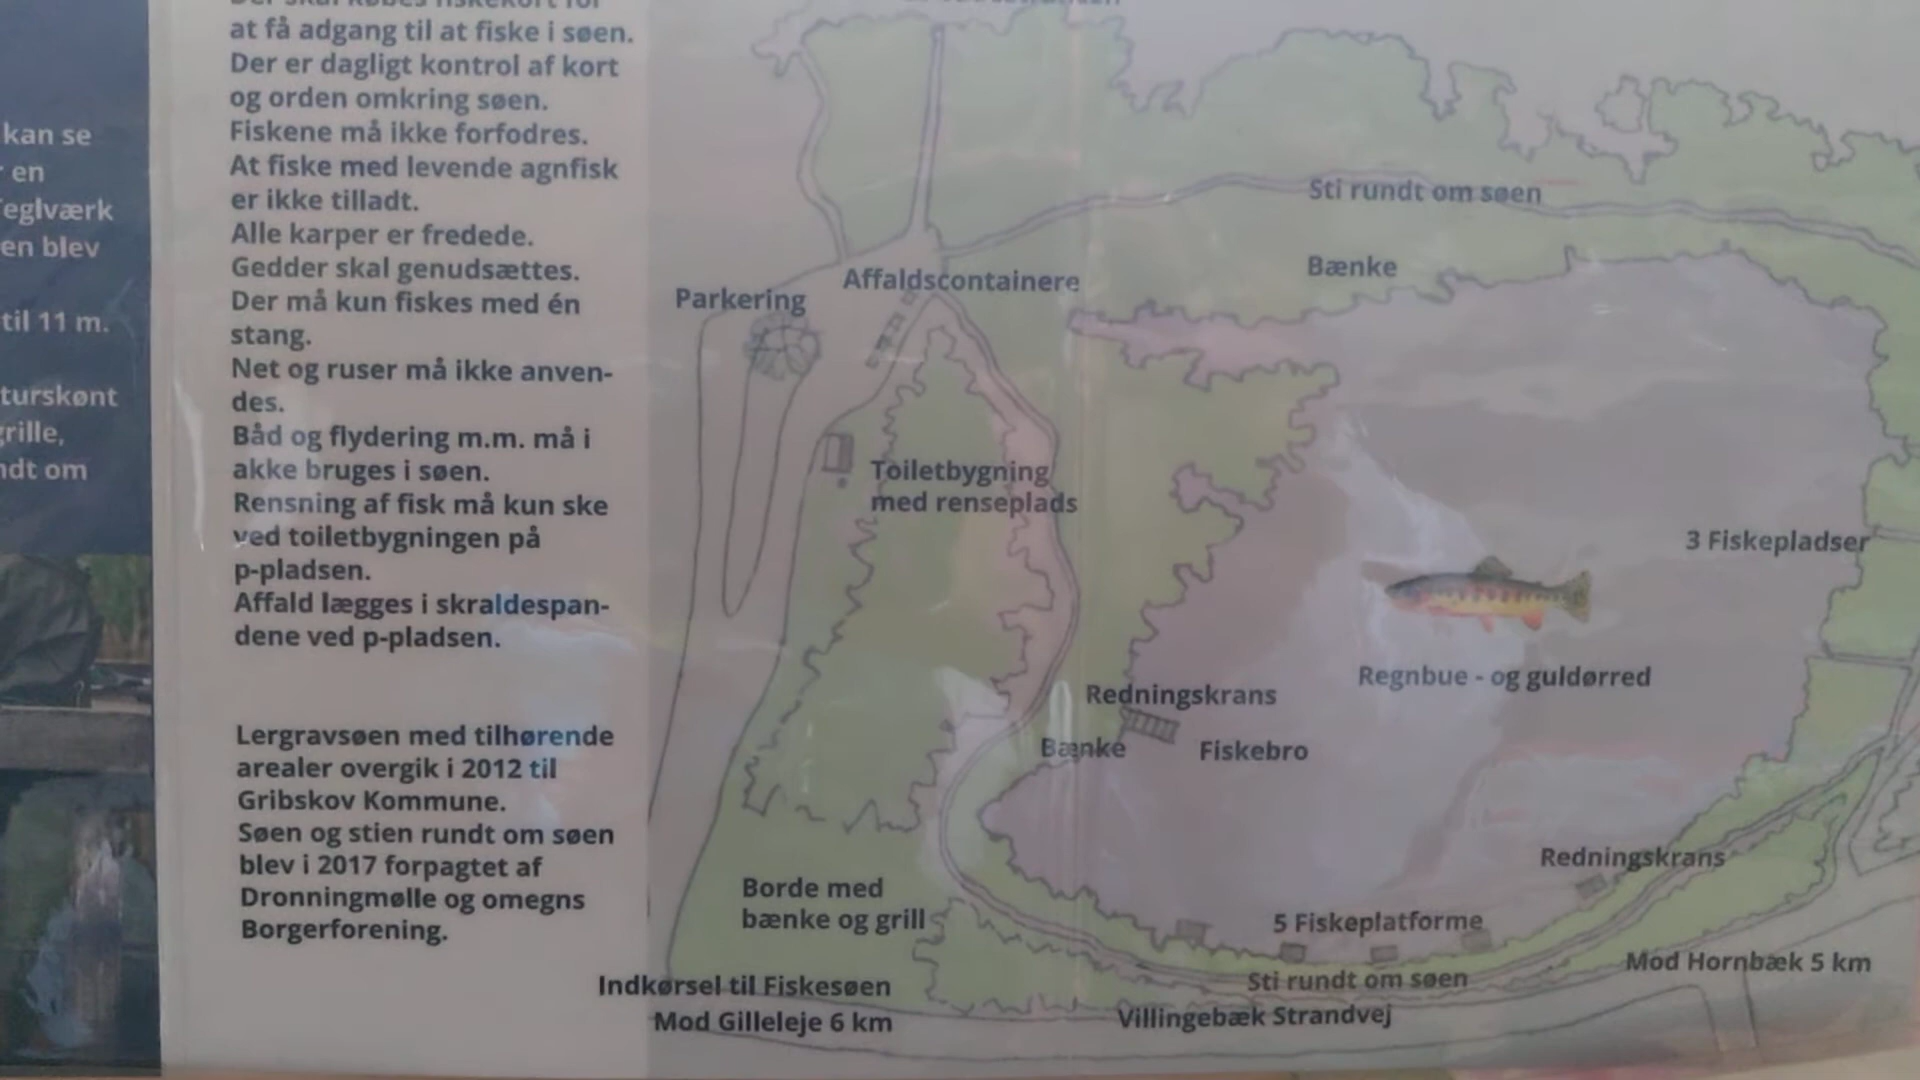 kan se
en
eglværk
en blev
til 11 m.
turskønt
rille,
ndt om
at få adgang til at fiske i søen.
Der er dagligt kontrol af kort
og orden omkring søen.
Fiskene må ikke forfodres.
At fiske med levende agnfisk
er ikke tilladt.
Alle karper er fredede.
Gedder skal genudsættes.
Der må kun fiskes med én
stang.
Net og ruser må ikke anven-
des.
Båd og flydering m.m. må i
akke bruges i søen.
Rensning af fisk må kun ske
ved toiletbygningen på
p-pladsen.
Affald lægges i skraldespan-
dene ved p-pladsen.
Lergravsøen med tilhørende
arealer overgik i 2012 til
Gribskov Kommune.
Søen og stien rundt om søen
blev i 2017 forpagtet af
Dronningmølle og omegns
Borgerforening.
Sti rundt om søen
Bænke
Affaldscontainere
Parkering
Toiletbygning
med renseplads
3 Fiskepladser
Regnbue - og guldørred
Redningskrans
Bænke
Fiskebro
Redningskrans
Borde med
bænke og grill
5 Fiskeplatforme
Mod Hornbæk 5 km
Sti rundt om søen
Indkørsel til Fiskesøen
Villingebæk Strandvej
Mod Gilleleje 6 km